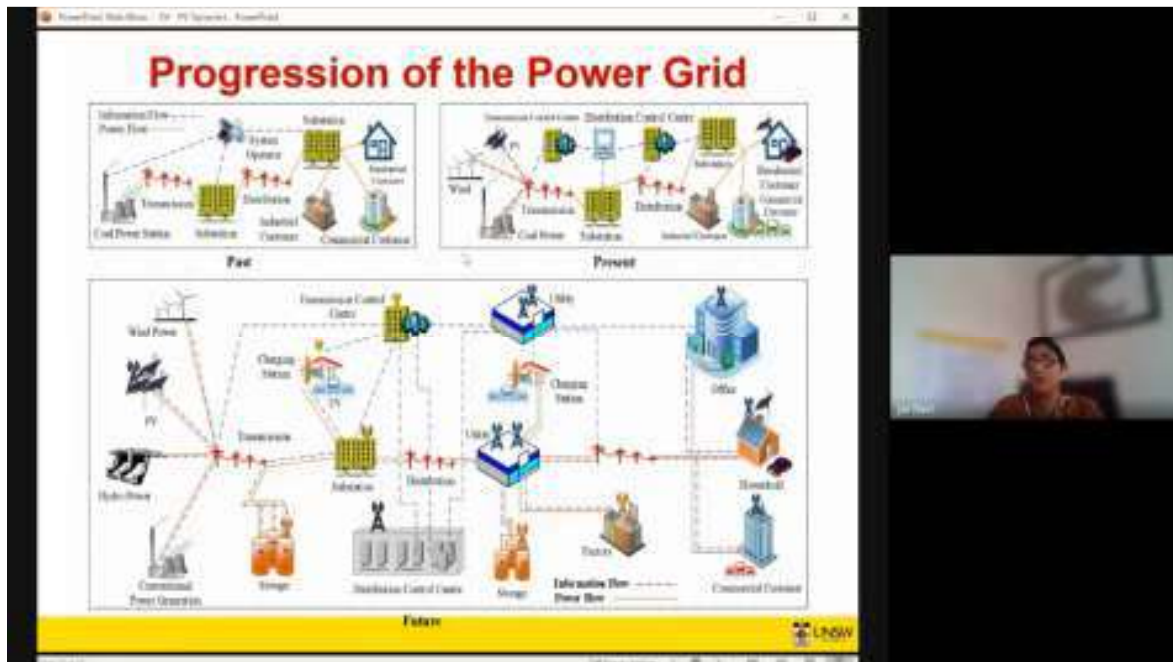 Progression of the Power Grid
Information Flow
Power Flow
Substation
System
Operator
Transmission
Distribution
Residential
Customer
Coal Power Station
Substation
Industrial
Customer
Commercial Customer
Past
Distribution Control Centre
PV
Wind
Substation
Residential
Customer
Commercial
Customer
Transmission
Distribution
Coal Power
Substation
Industrial Customer
Present
Wind Power
Transmission Control
Centre
Utility
Charging
Station
Charging
Station
Office
PV
PV
Transmission
Utility
Substation
Distribution
Household
Hydro Power
Factory
Conventional
Power Generation
Storage
Distribution Control Centre
Storage
Information Flow
Power flow
Commercial Customer
Future
UNSW